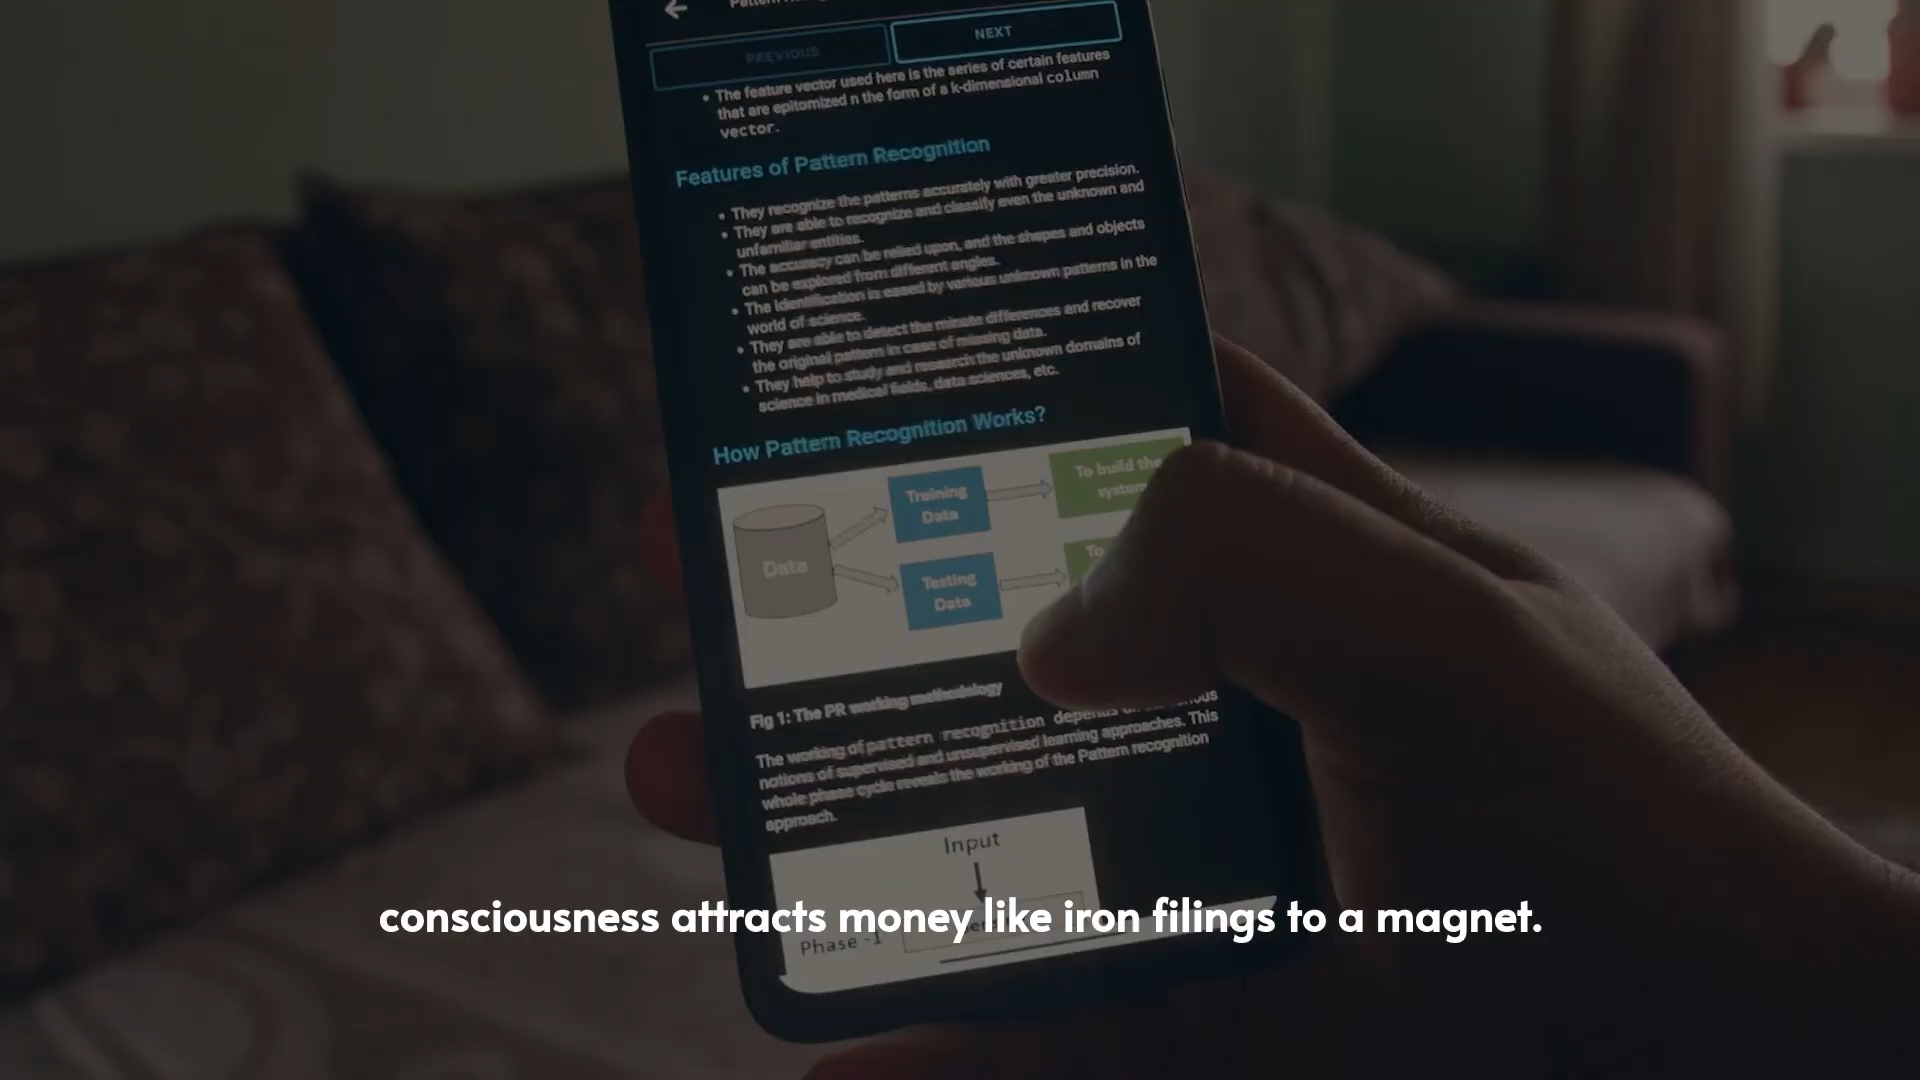 PREVIOUS
NEXT
• The feature vector used here is the series of certain features
that are epitomized n the form of a k-dimensional column
vector.
Features of Pattern Recognition
• They recognize the patterns accurately with greater precision.
• They are able to recognize and classify even the unknown and
unfamiliar entities.
• The accuracy can be relied upon, and the shapes and objects
can be explored from different angles.
• The identification is eased by various unknown patterns in the
world of science.
• They are able to detect the minute differences and recover
the original pattern in case of missing data.
• They help to study and research the unknown domains of
science in medical fields, data sciences, etc.
How Pattern Recognition Works?
To build the
system
Training
Data
Data
Testing
Data
To
Fig 1: The PR working methodology
The working of pattern recognition depends
notions of supervised and unsupervised learning approaches. This
whole phase cycle reveals the working of the Pattern recognition
approach.
Input
consciousness attracts money like iron filings to a magnet.
Phase -1